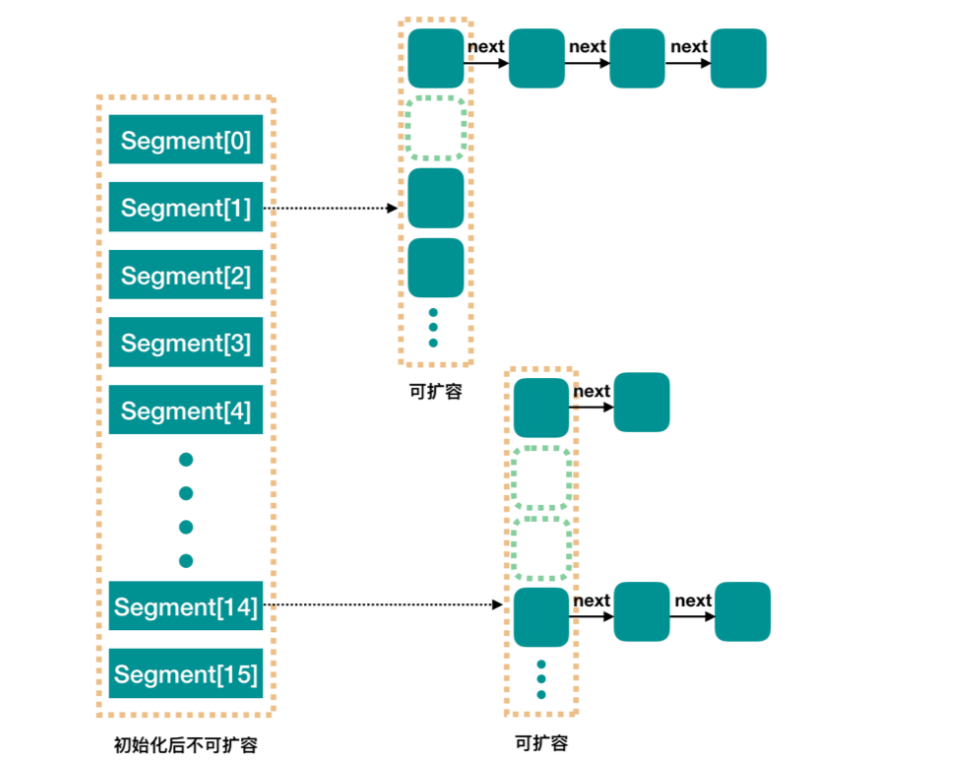 next next next
Segment[0]
Segment[1]
Segment[2]
Segment[3]
可扩容
next
Segment[4]
Segment[14]
next next
Segment[15]
初始化后不可扩容
可扩容